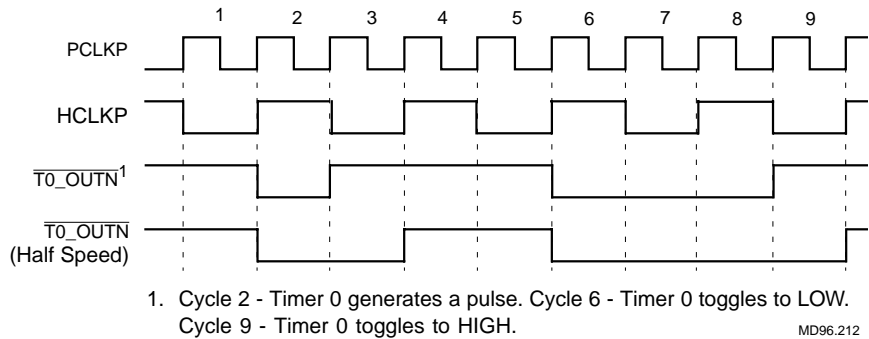 1 2 3 4 5 6 7 8 9
PCLKP
HCLKP
T0_OUTN1
T0_OUTN
(Half Speed)
1. Cycle 2 - Timer 0 generates a pulse. Cycle 6 - Timer 0 toggles to LOW.
Cycle 9 - Timer 0 toggles to HIGH.
MD96.212